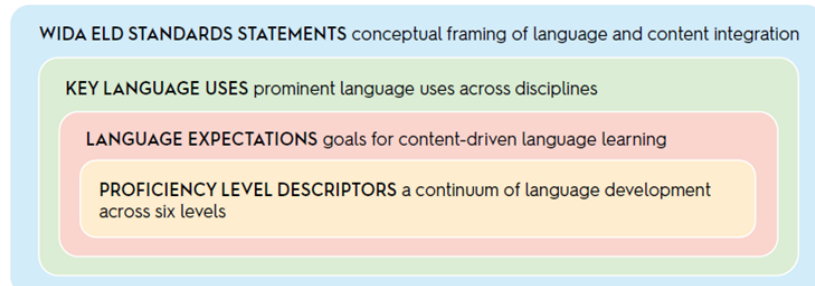 WIDA ELD STANDARDS STATEMENTS conceptual framing of language and content integration
KEY LANGUAGE USES prominent language uses across disciplines
LANGUAGE EXPECTATIONS goals for content-driven language learning
PROFICIENCY LEVEL DESCRIPTORS a continuum of language development
across six levels